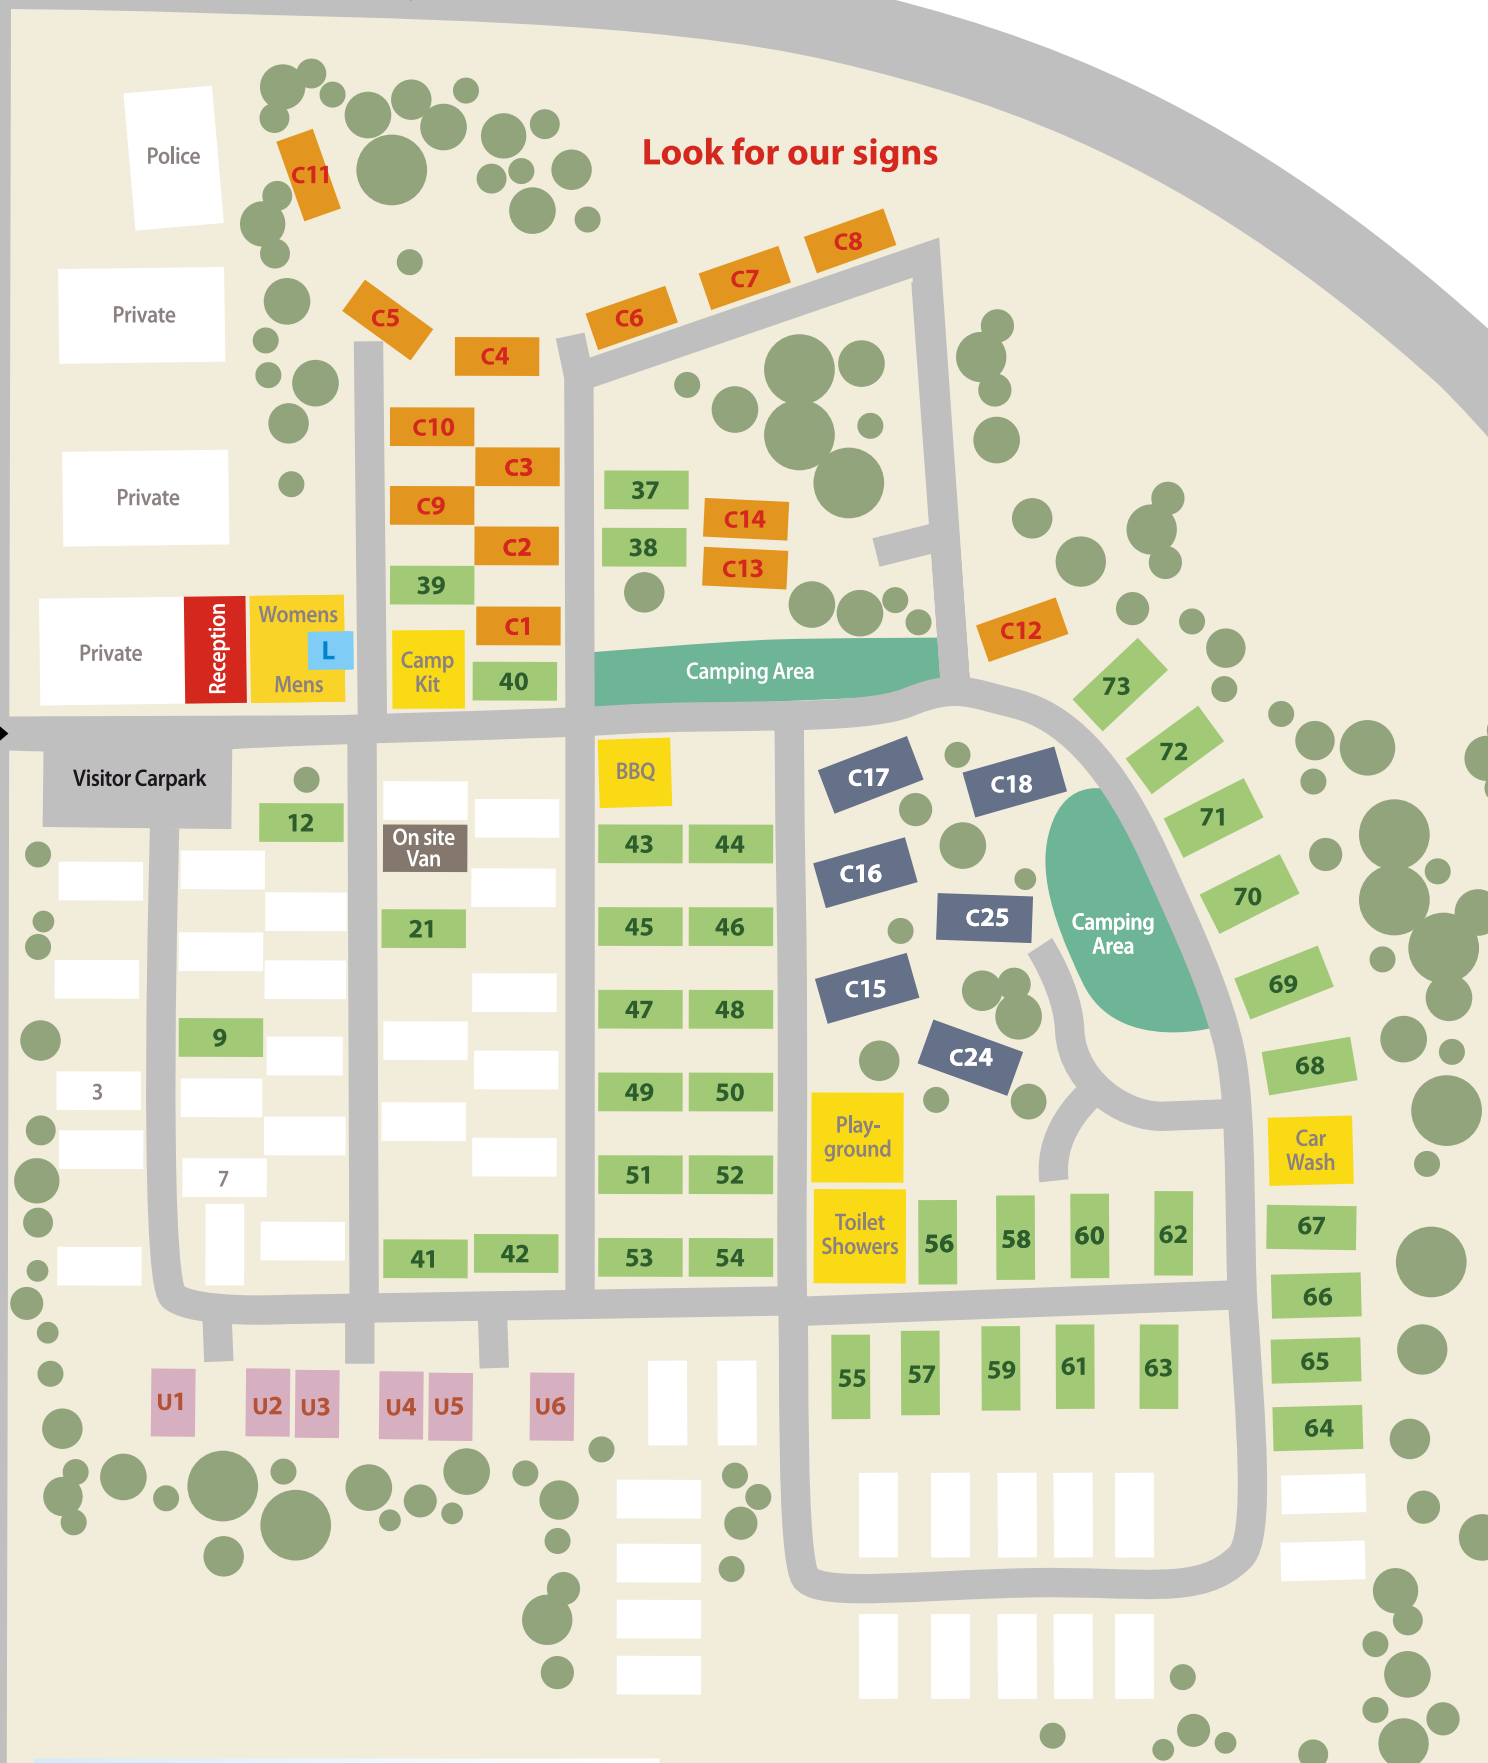 Look for our signs
Police
C11
C8
C7
C6
C5
Private
C4
C10
C3
37
C9
C14
Private
C2
38
C13
39
Womens
Reception
L
Mens
Private
C1
C12
Camp
Kit
40
Camping Area
73
72
Visitor Carpark
BBQ
C17
C18
12
On site
Van
43
44
71
C16
70
21
45
46
C25
Camping
Area
C15
69
9
47
48
C24
68
3
49
50
Play-
ground
Car
Wash
7
51
52
Toilet
Showers
56
58
60
62
67
41
42
53
54
66
55
57
59
61
63
65
U1
U2
U3
U4
U5
U6
64